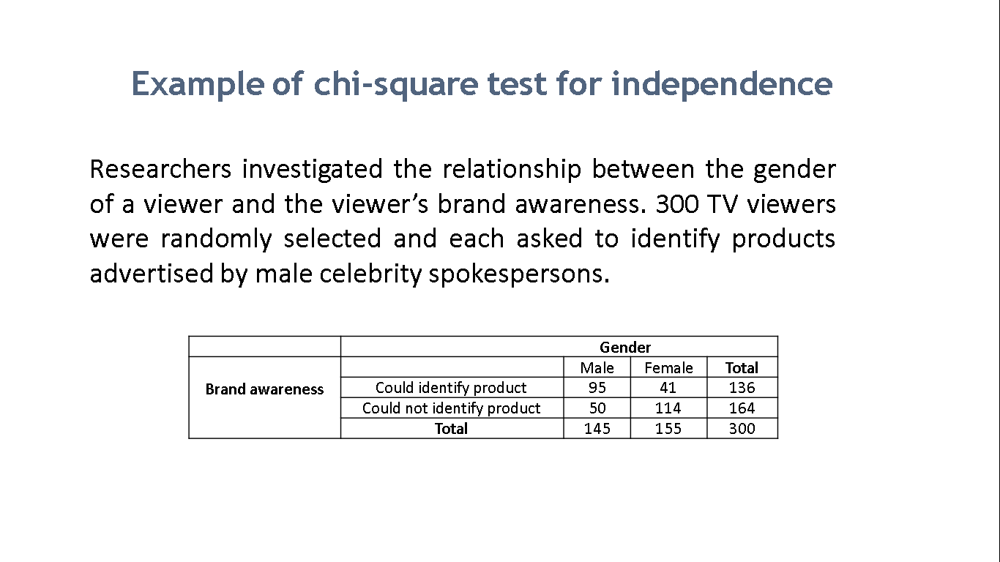 Example of chi-square test for independence
Researchers investigated the relationship between the gender
of a viewer and the viewer’s brand awareness. 300 TV viewers
were randomly selected and each asked to identify products
advertised by male celebrity spokespersons.
Gender
Male Female Total
Brand awareness
Could identify product 95 41 136
Could not identify product 50 114 164
Total 145 155 300